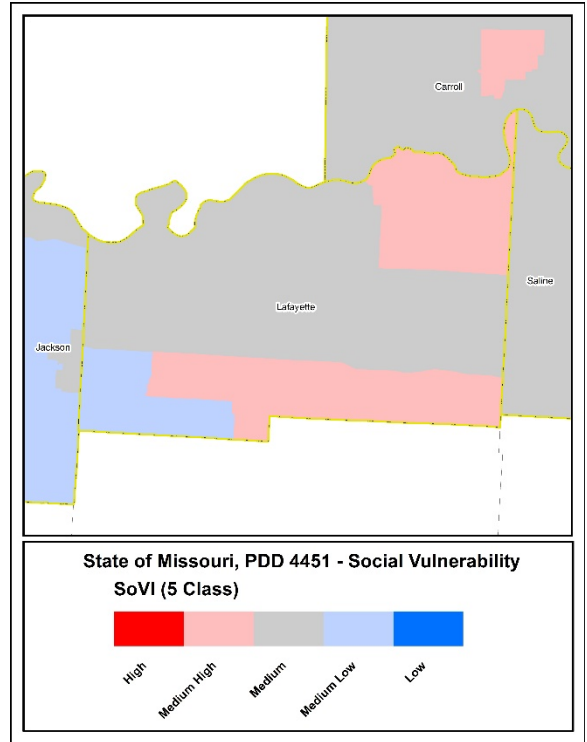 Carroll
Saline
Lafayette
Jackson
State of Missouri, PDD 4451 - Social Vulnerability
SoVI (5 Class)
High
Medium High
Medium
Medium Low
Low